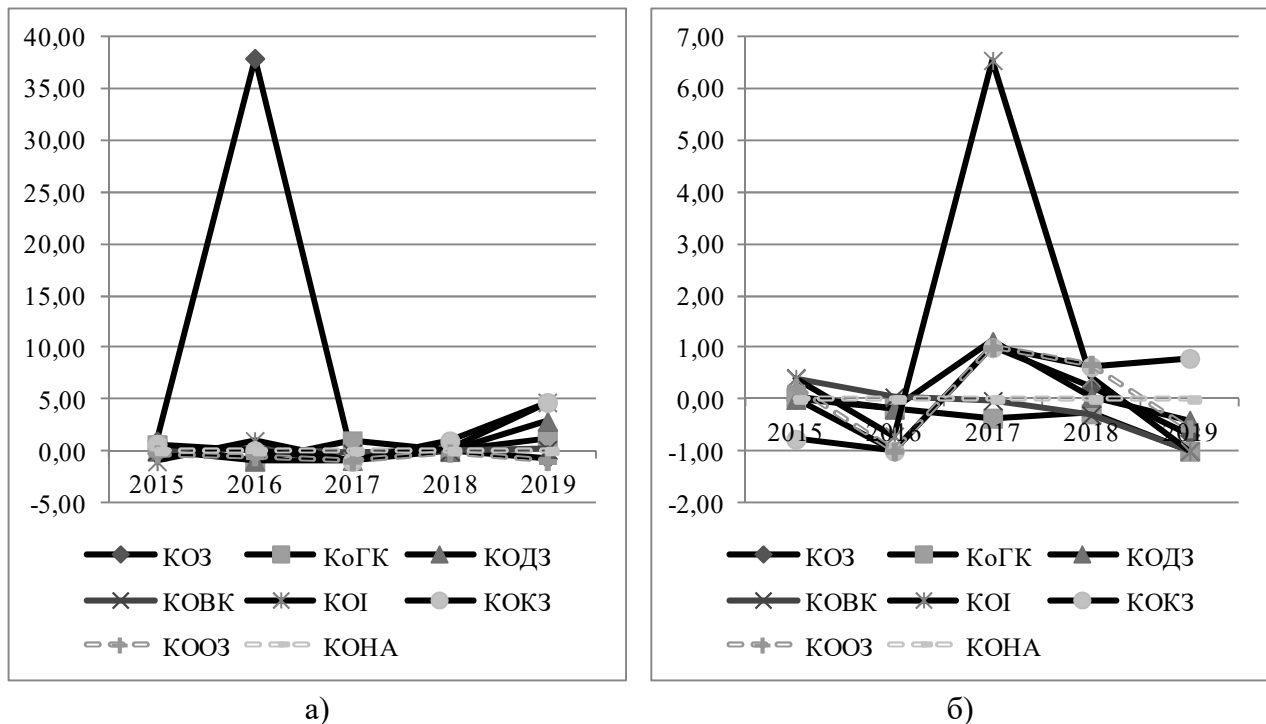 40,00
35,00
30,00
25,00
20,00
15,00
10,00
5,00
0,00
-5,00
2015 2016 2017 2018 2019
КОЗ КоГК КОДЗ
КОВК КОІ КОКЗ
КООЗ КОНА
а)
7,00
6,00
5,00
4,00
3,00
2,00
1,00
0,00
-1,00
-2,00
2015 2016 2017 2018 2019
КОЗ КоГК КОДЗ
КОВК КОІ КОКЗ
КООЗ КОНА
б)